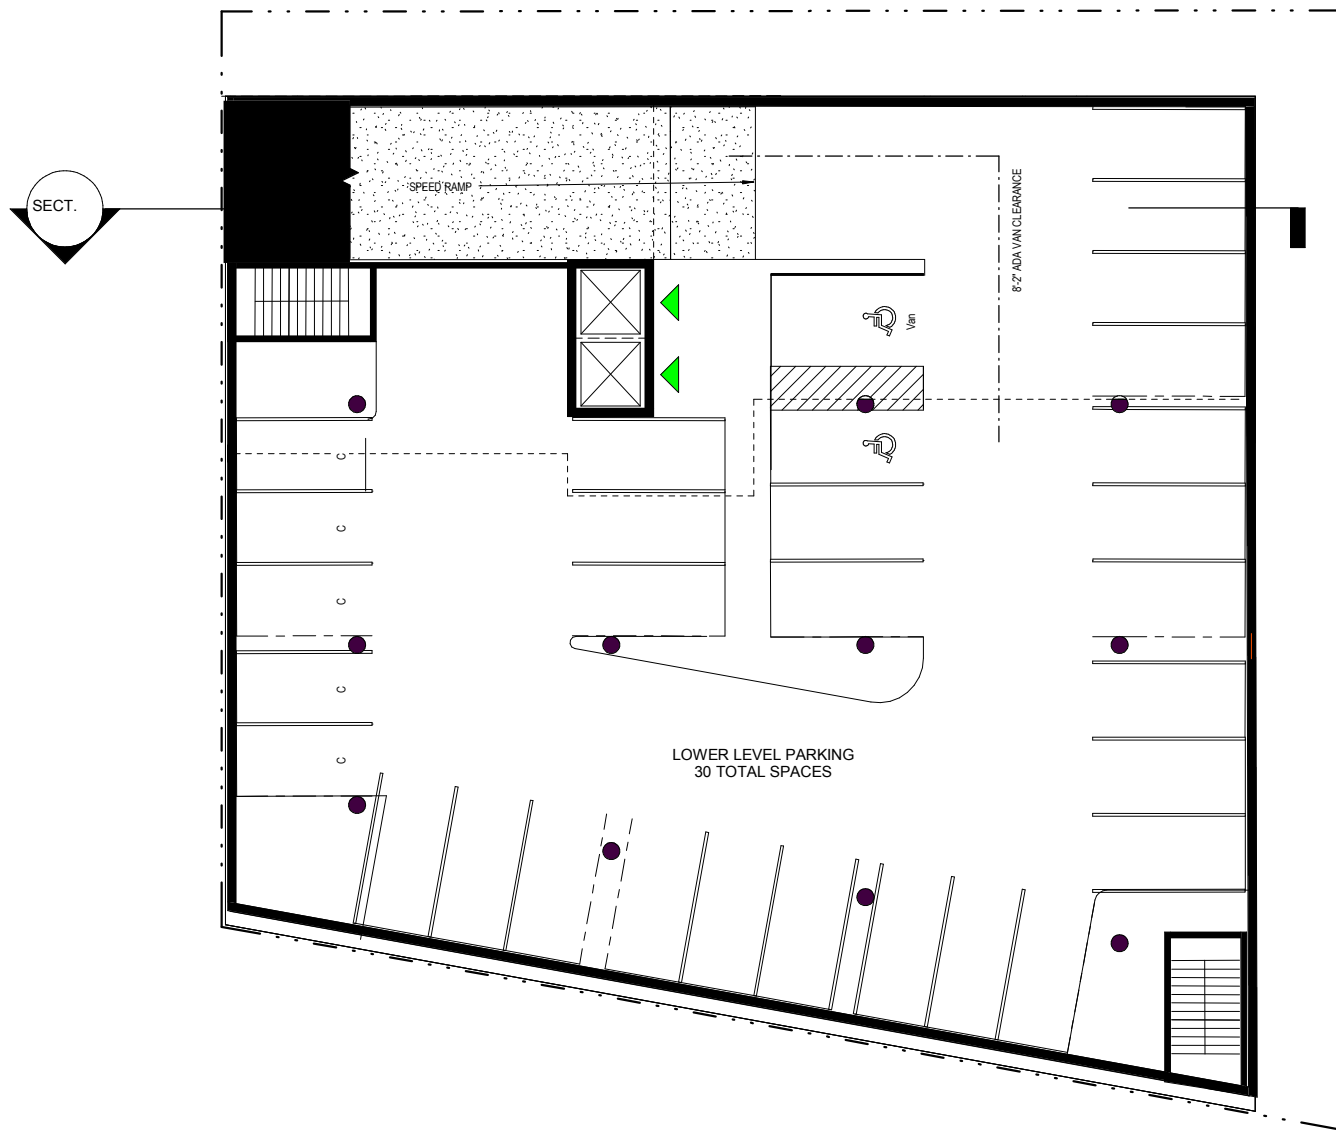 SECT.
SPEED RAMP
8'-2" ADA VAN CLEARANCE
Van
C
C
C
C
C
LOWER LEVEL PARKING
30 TOTAL SPACES